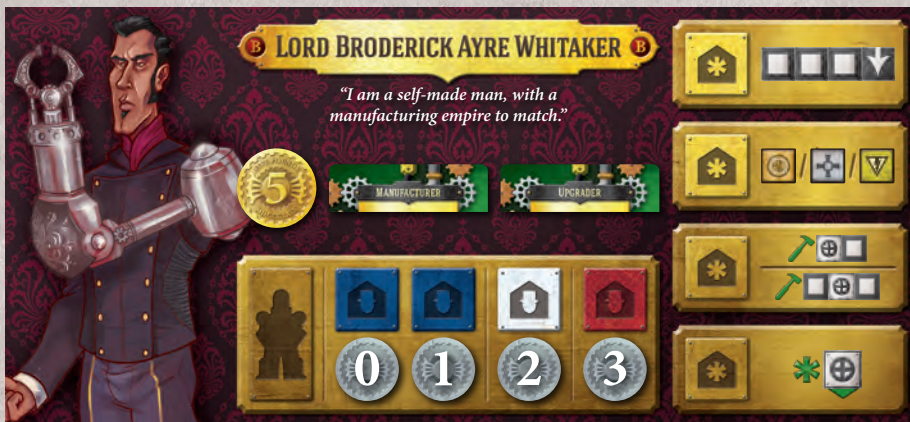 B LORD BRODERICK AYRE WHITAKER B
“I am a self-made man, with a
manufacturing empire to match.”
5
MANUFACTURER
UPGRADER
0 1 2 3